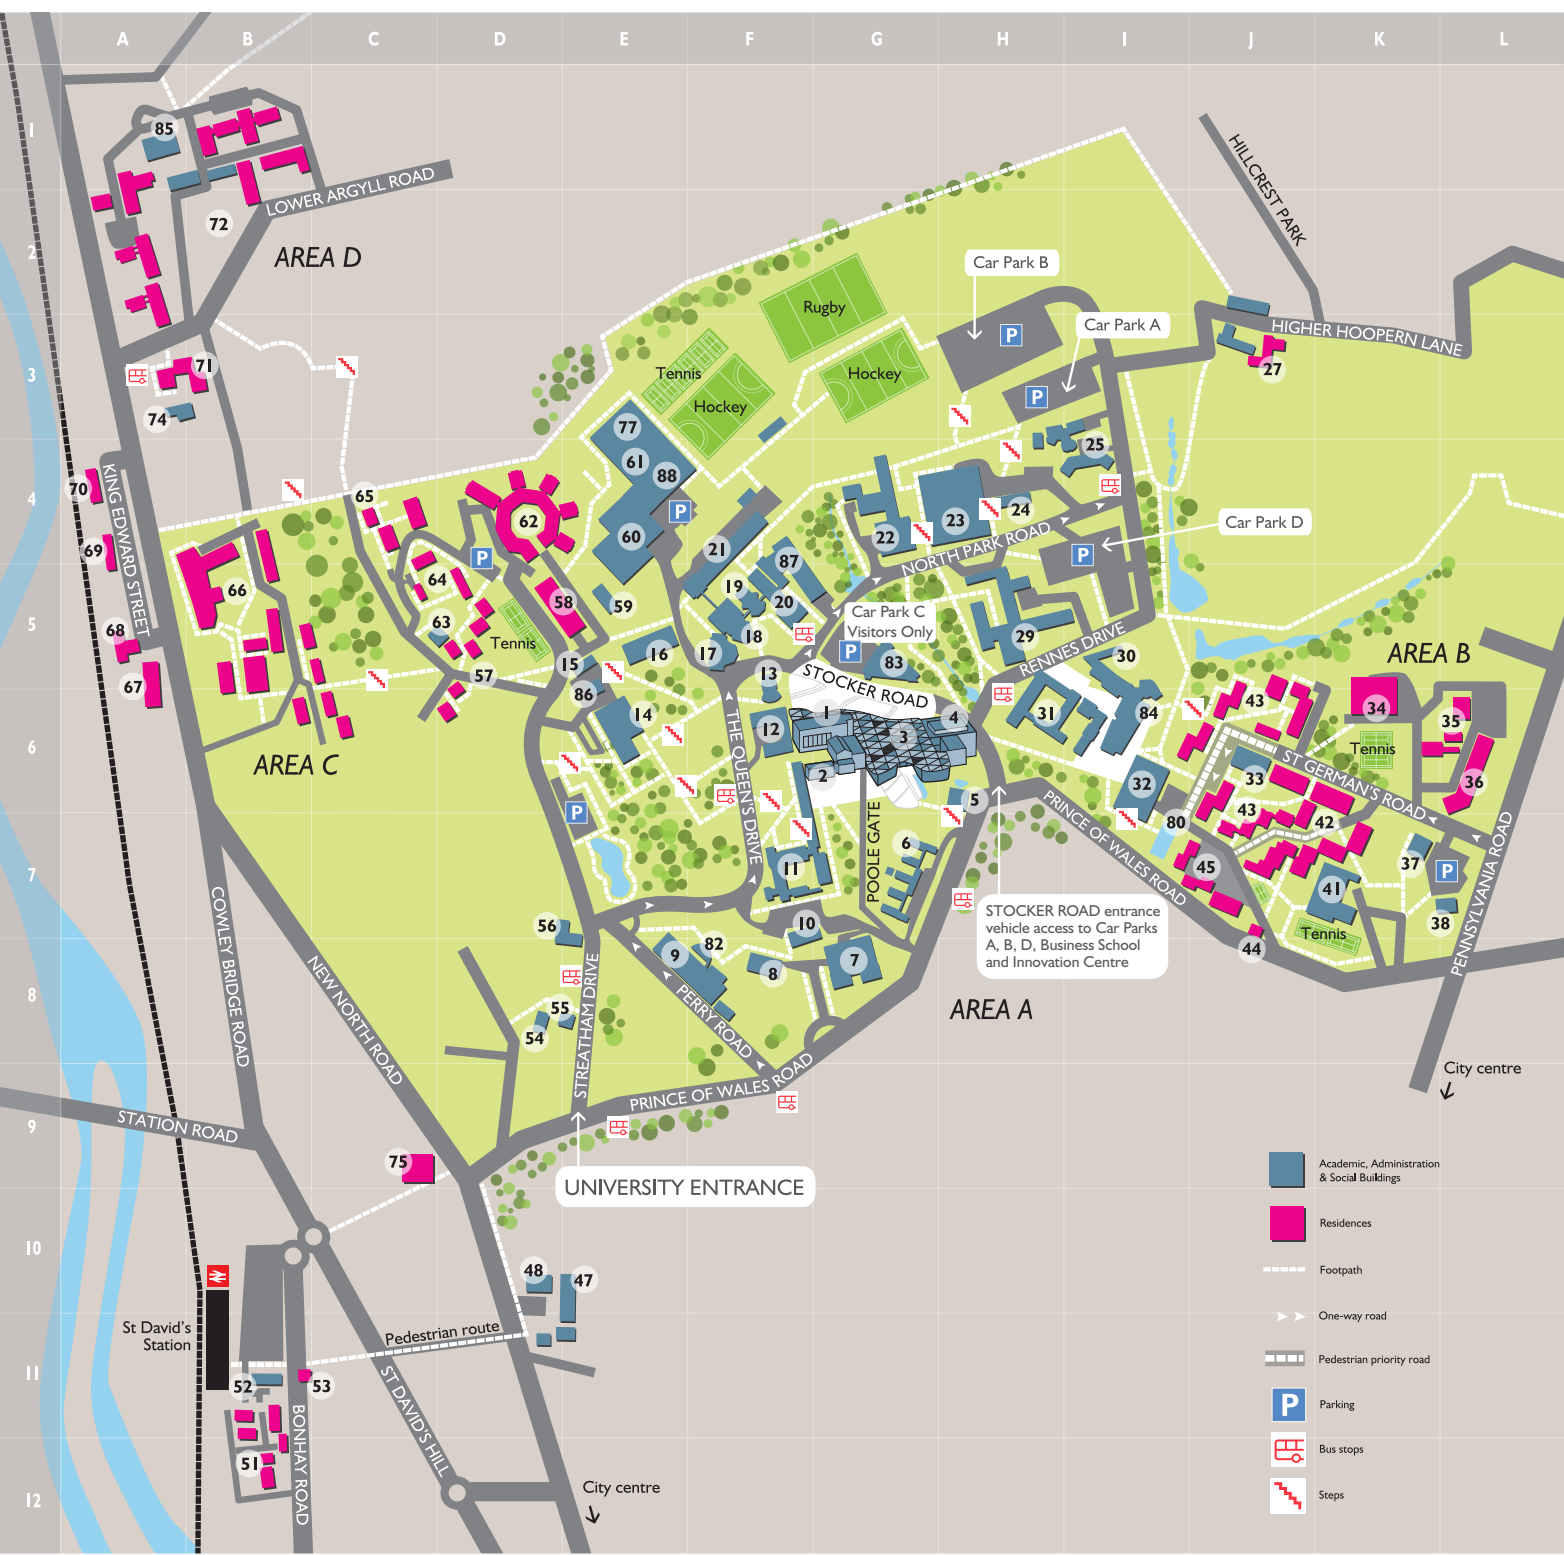 A B C D E F G H I J K L
1
2
3
4
5
6
7
8
9
10
11
12
85
72
LOWER ARGYLL ROAD
AREA D
HILLCREST PARK
Car Park B
Car Park A
Rugby
Hockey
Tennis
Hockey
HIGHER HOOPERN LANE
27
71
74
70
69
68
67
KING EDWARD STREET
65
66
64
63
62
58
59
57
Tennis
77
61
88
60
21
87
19
20
18
17
16
15
86
14
22
23
24
25
NORTH PARK ROAD
Car Park D
Car Park C
Visitors Only
83
29
RENNES DRIVE
30
31
84
AREA B
STOCKER ROAD
13
12
1
2
3
4
5
6
THE QUEEN'S DRIVE
POOLE GATE
11
10
7
8
9
82
PERRY ROAD
AREA C
43
34
35
36
Tennis
33
32
ST GERMAN'S ROAD
43
42
80
45
37
38
41
Tennis
44
PRINCE OF WALES ROAD
PENNSYLVANIA ROAD
STOCKER ROAD entrance
vehicle access to Car Parks
A, B, D, Business School
and Innovation Centre
AREA A
COWLEY BRIDGE ROAD
NEW NORTH ROAD
56
55
54
STREATHAM DRIVE
PRINCE OF WALES ROAD
UNIVERSITY ENTRANCE
City centre
STATION ROAD
75
48
47
St David's
Station
Pedestrian route
52
53
51
BONHAY ROAD
ST DAVID'S HILL
City centre
P
P
P
P
P
P
P
P
Academic, Administration
& Social Buildings
Residences
Footpath
One-way road
Pedestrian priority road
P
Parking
Bus stops
Steps